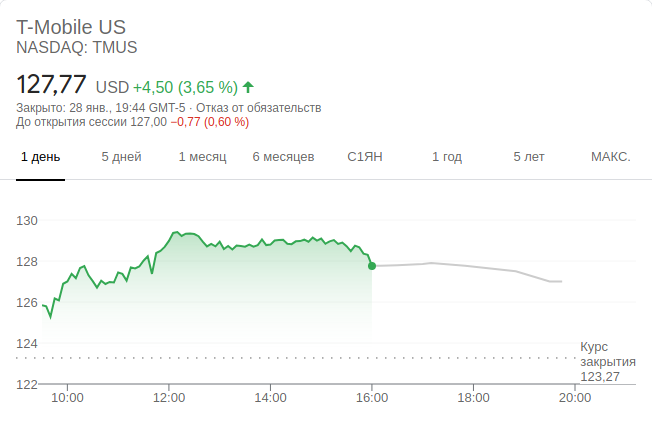 T-Mobile US
NASDAQ: TMUS
127,77 USD +4,50 (3,65 %)
Закрыто: 28 янв., 19:44 GMT-5 · Отказ от обязательств
До открытия сессии 127,00 −0,77 (0,60 %)
1 день 5 дней 1 месяц 6 месяцев С1ЯН 1 год 5 лет МАКС.
130
128
126
124
Курс
закрытия
123,27
122
10:00 12:00 14:00 16:00 18:00 20:00